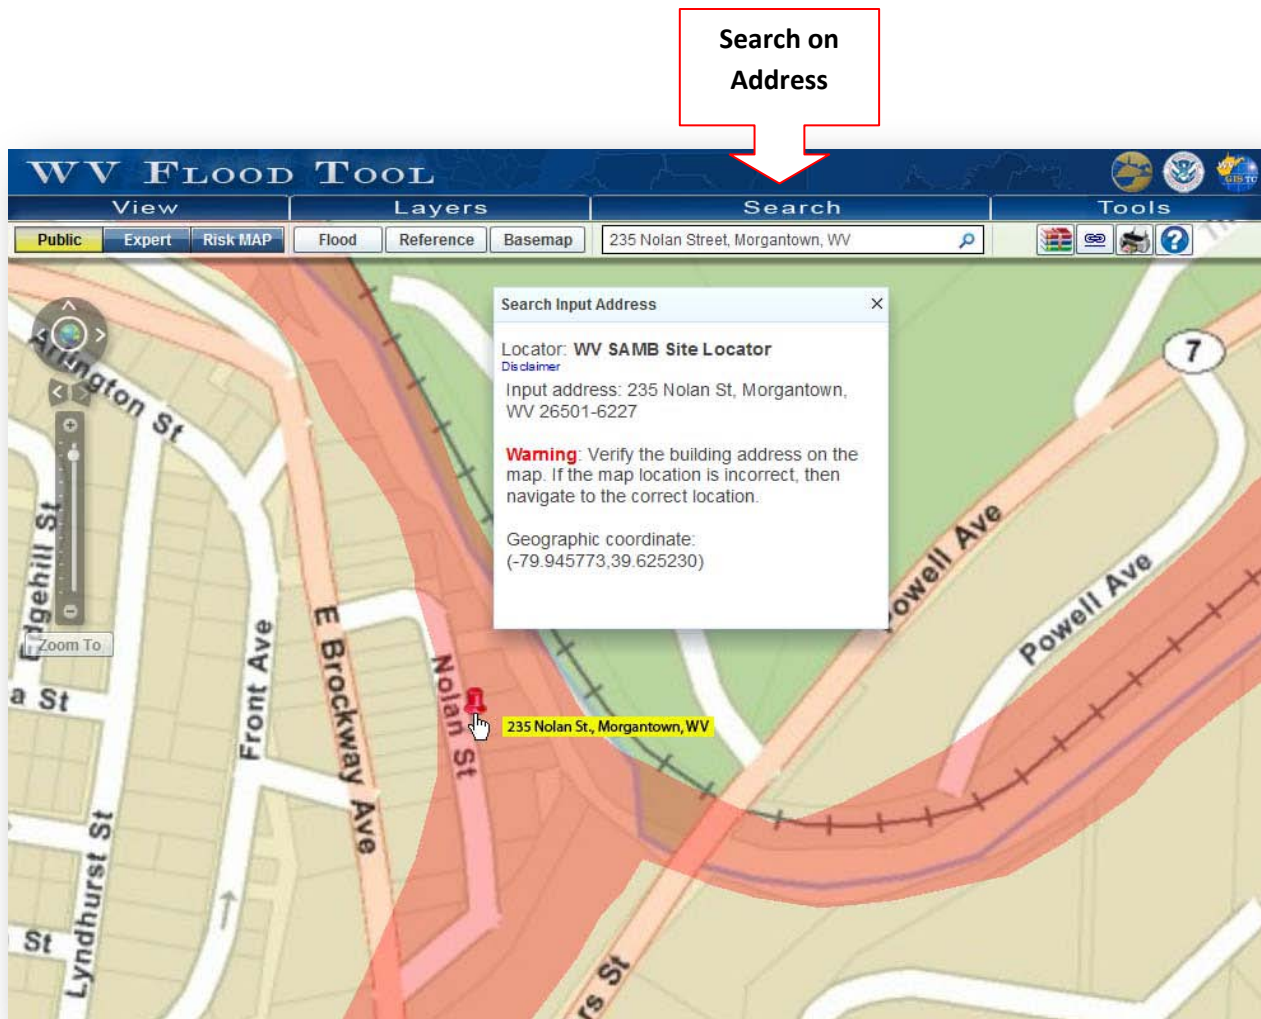 Search on
Address
WV FLOOD TOOL
View
Layers
Search
Tools
Public
Expert
Risk MAP
Flood
Reference
Basemap
235 Nolan Street, Morgantown, WV
Search Input Address
Locator: WV SAMB Site Locator
Disclaimer
Input address: 235 Nolan St, Morgantown,
WV 26501-6227
Warning: Verify the building address on the
map. If the map location is incorrect, then
navigate to the correct location.
Geographic coordinate:
(-79.945773,39.625230)
7
Arlington St
Edgehill St
Zoom To
a St
Front Ave
E Brockway Ave
Nolan St
235 Nolan St., Morgantown, WV
Powell Ave
Powell Ave
Lyndhurst St
St
rs St